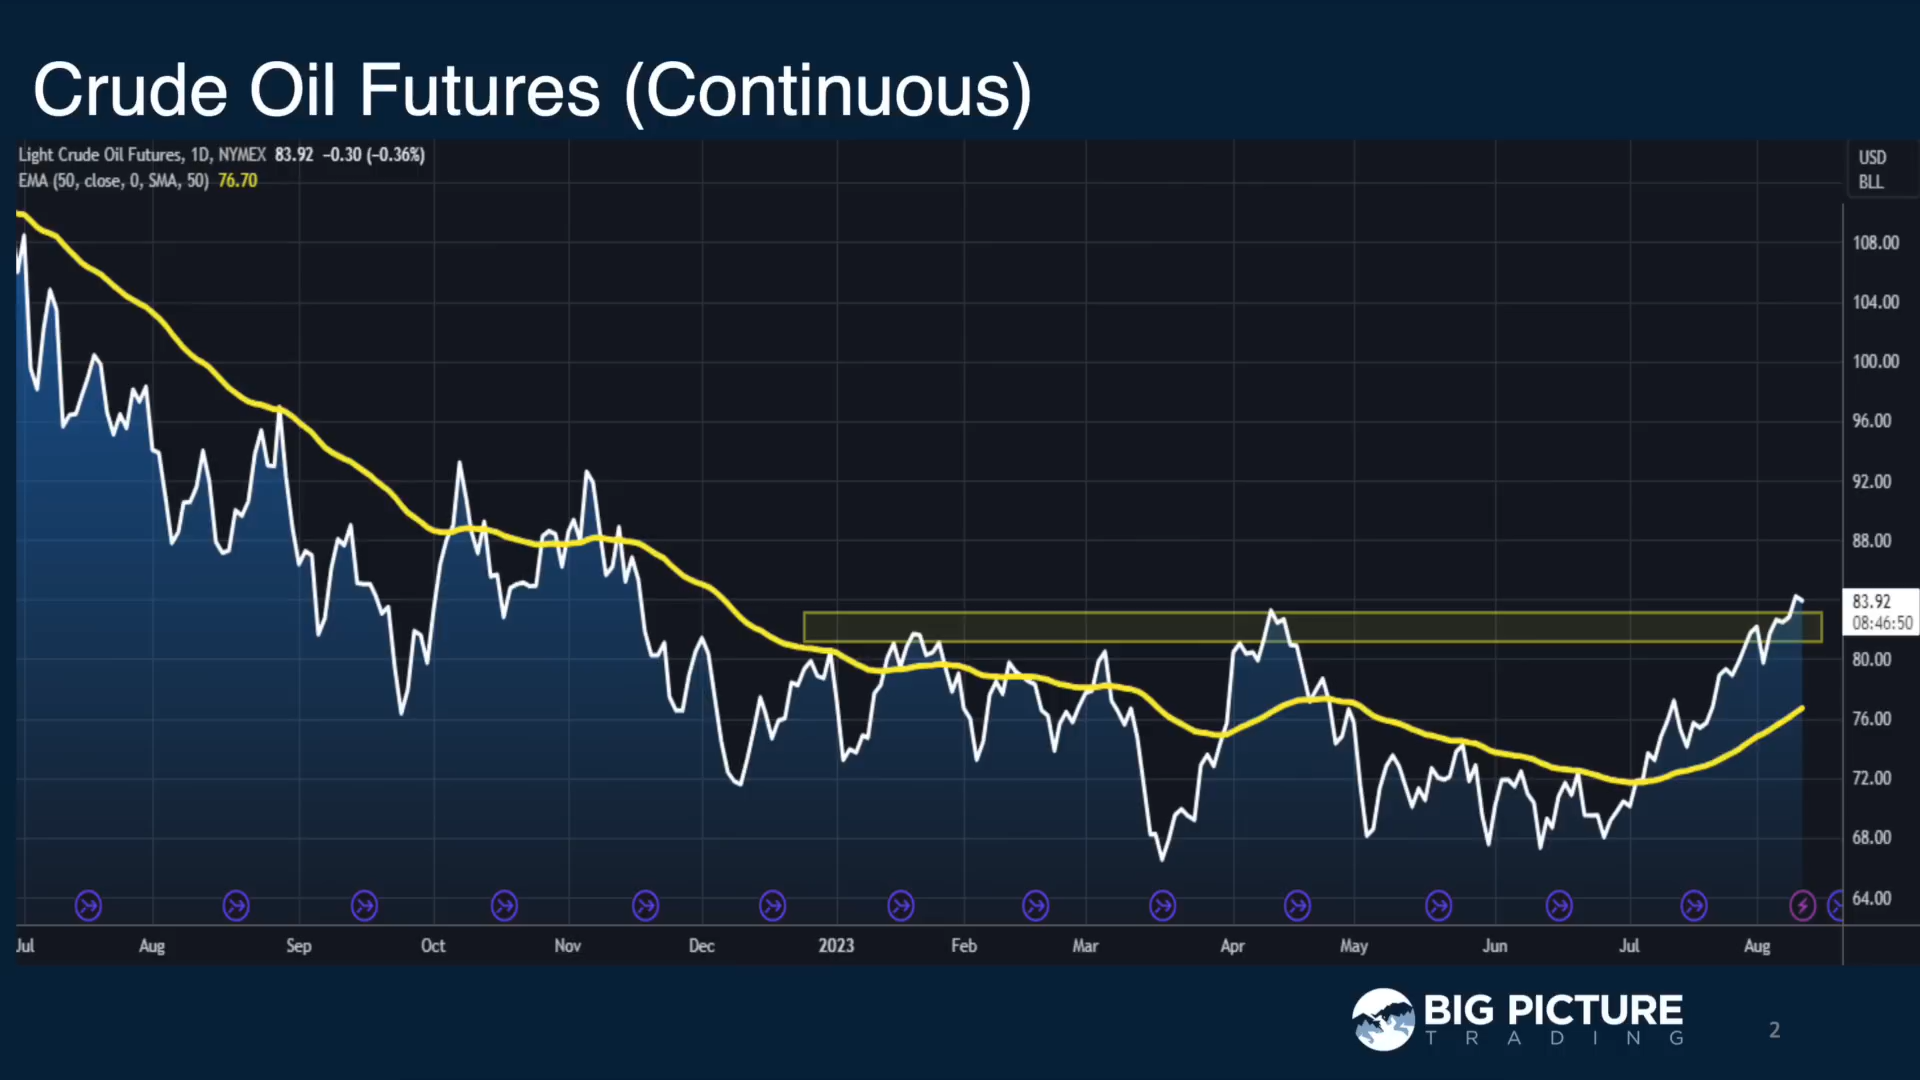 Crude Oil Futures (Continuous)
Light Crude Oil Futures, 1D, NYMEX 83.92 −0.30 (−0.36%)
EMA (50, close, 0, SMA, 50) 76.70
USD
BLL
108.00
104.00
100.00
96.00
92.00
88.00
83.92
08:46:50
80.00
76.00
72.00
68.00
64.00
Jul Aug Sep Oct Nov Dec 2023 Feb Mar Apr May Jun Jul Aug
BIG PICTURE
TRADING
2